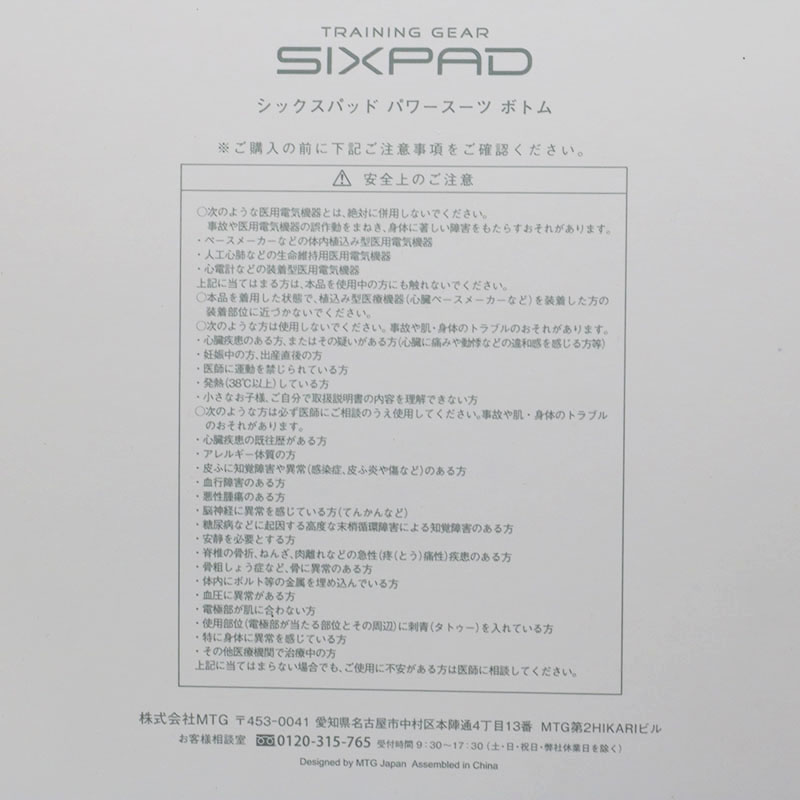 TRAINING GEAR
SIXPAD
シックスパッド パワースーツ ボトム
※ご購入の前に下記ご注意事項をご確認ください。
⚠ 安全上のご注意
○次のような医用電気機器とは、絶対に併用しないでください。
事故や医用電気機器の誤作動をまねき、身体に著しい障害をもたらすおそれがあります。
・ペースメーカーなどの体内植込み型医用電気機器
・人工心肺などの生命維持用医用電気機器
・心電計などの装着型医用電気機器
上記に当てはまる方は、本品を使用中の方にも触れないでください。
○本品を着用した状態で、植込み型医療機器(心臓ペースメーカーなど)を装着した方の
装着部位に近づかないでください。
○次のような方は使用しないでください。事故や肌・身体のトラブルのおそれがあります。
・心臓疾患のある方、またはその疑いがある方(心臓に痛みや動悸などの違和感を感じる方等)
・妊娠中の方、出産直後の方
・医師に運動を禁じられている方
・発熱(38℃以上)している方
・小さなお子様、ご自分で取扱説明書の内容を理解できない方
○次のような方は必ず医師にご相談のうえ使用してください。事故や肌・身体のトラブル
のおそれがあります。
・心臓疾患の既往歴がある方
・アレルギー体質の方
・皮ふに知覚障害や異常(感染症、皮ふ炎や傷など)のある方
・血行障害のある方
・悪性腫瘍のある方
・脳神経に異常を感じている方(てんかんなど)
・糖尿病などに起因する高度な末梢循環障害による知覚障害のある方
・安静を必要とする方
・脊椎の骨折、ねんざ、肉離れなどの急性(疼(とう)痛性)疾患のある方
・骨粗しょう症など、骨に異常のある方
・体内にボルト等の金属を埋め込んでいる方
・血圧に異常がある方
・電極部が肌に合わない方
・使用部位(電極部が当たる部位とその周辺)に刺青(タトゥー)を入れている方
・特に身体に異常を感じている方
・その他医療機関で治療中の方
上記に当てはまらない場合でも、ご使用に不安がある方は医師に相談してください。
株式会社MTG 〒453-0041 愛知県名古屋市中村区本陣通4丁目13番 MTG第2HIKARIビル
お客様相談室 0120-315-765 受付時間 9:30〜17:30 (土・日・祝日・弊社休業日を除く)
Designed by MTG Japan Assembled in China